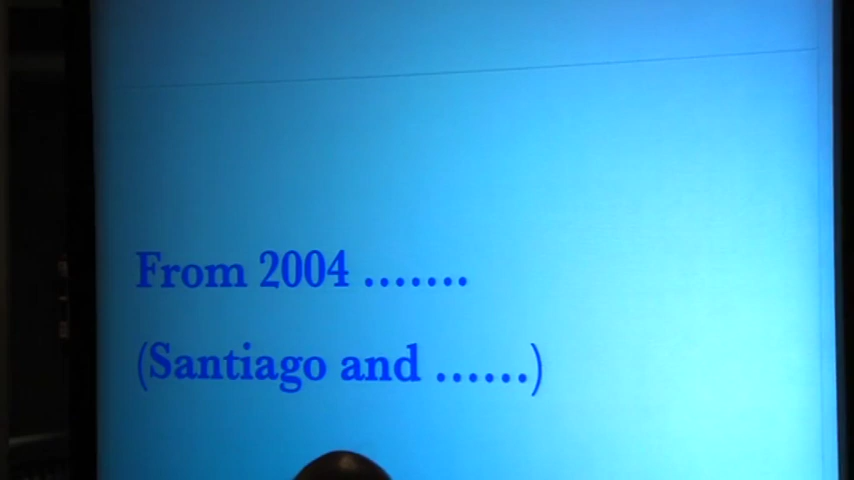 From 2004 .......
(Santiago and ......)